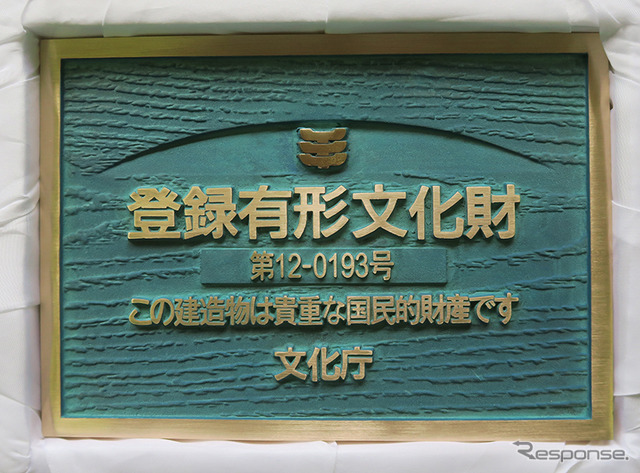 登録有形文化財
第12-0193号
この建造物は貴重な国民的財産です
文化庁
Response.